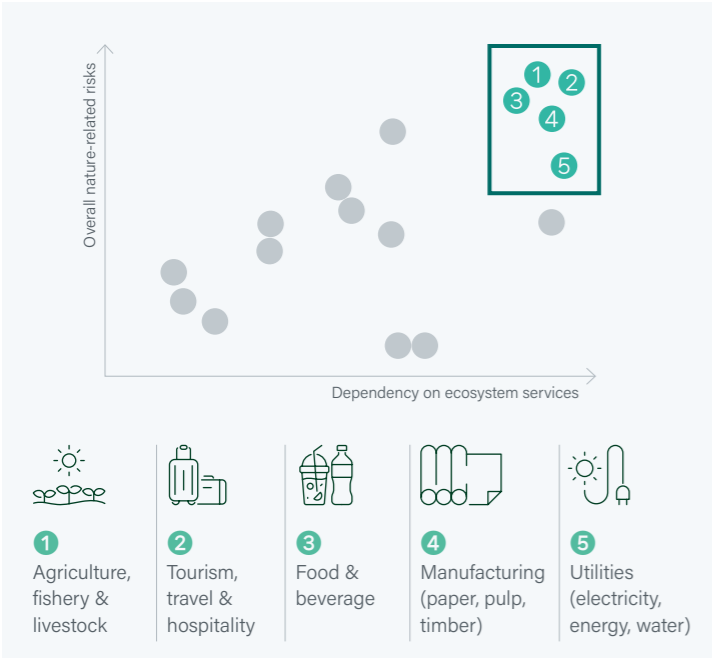 Overall nature-related risks
1
2
3
4
5
Dependency on ecosystem services
1
Agriculture,
fishery &
livestock
2
Tourism,
travel &
hospitality
3
Food &
beverage
4
Manufacturing
(paper, pulp,
timber)
5
Utilities
(electricity,
energy, water)